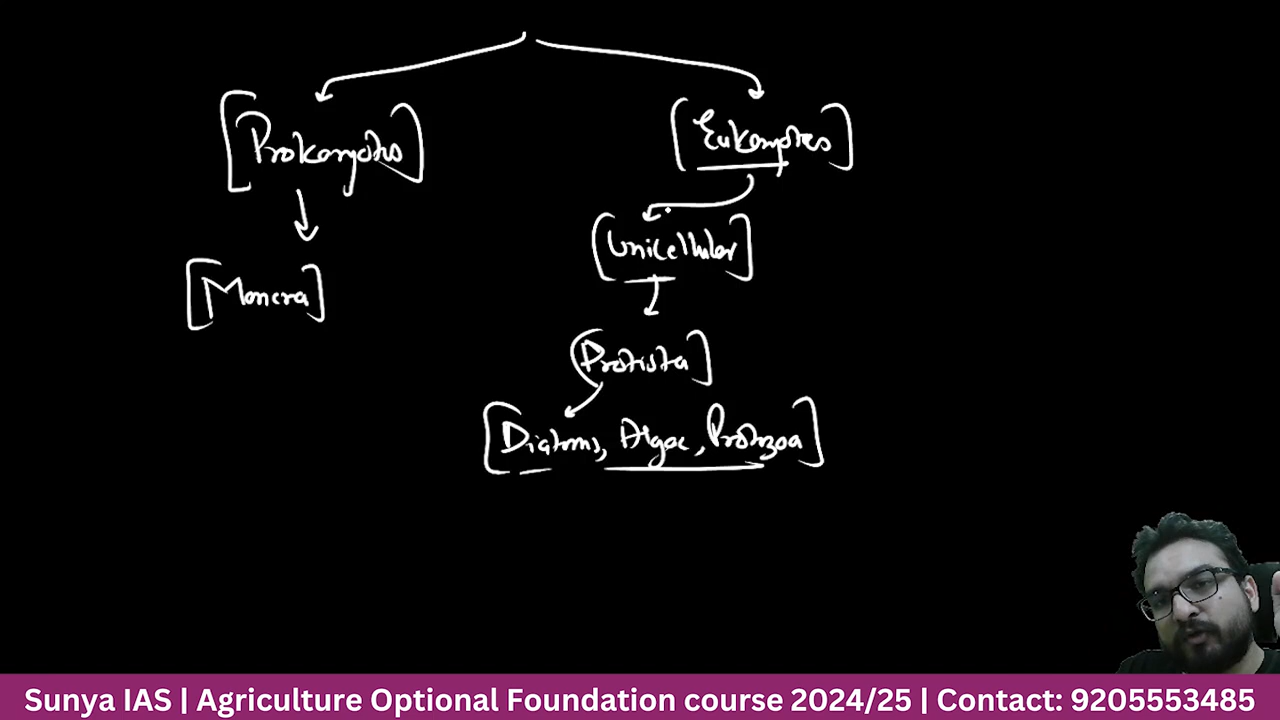 [Prokaryotes] [Eukaryotes]
[Unicellular]
[Monera]
[Protista]
[Diatoms, Algae, Protozoa]
Sunya IAS | Agriculture Optional Foundation course 2024/25 | Contact: 9205553485